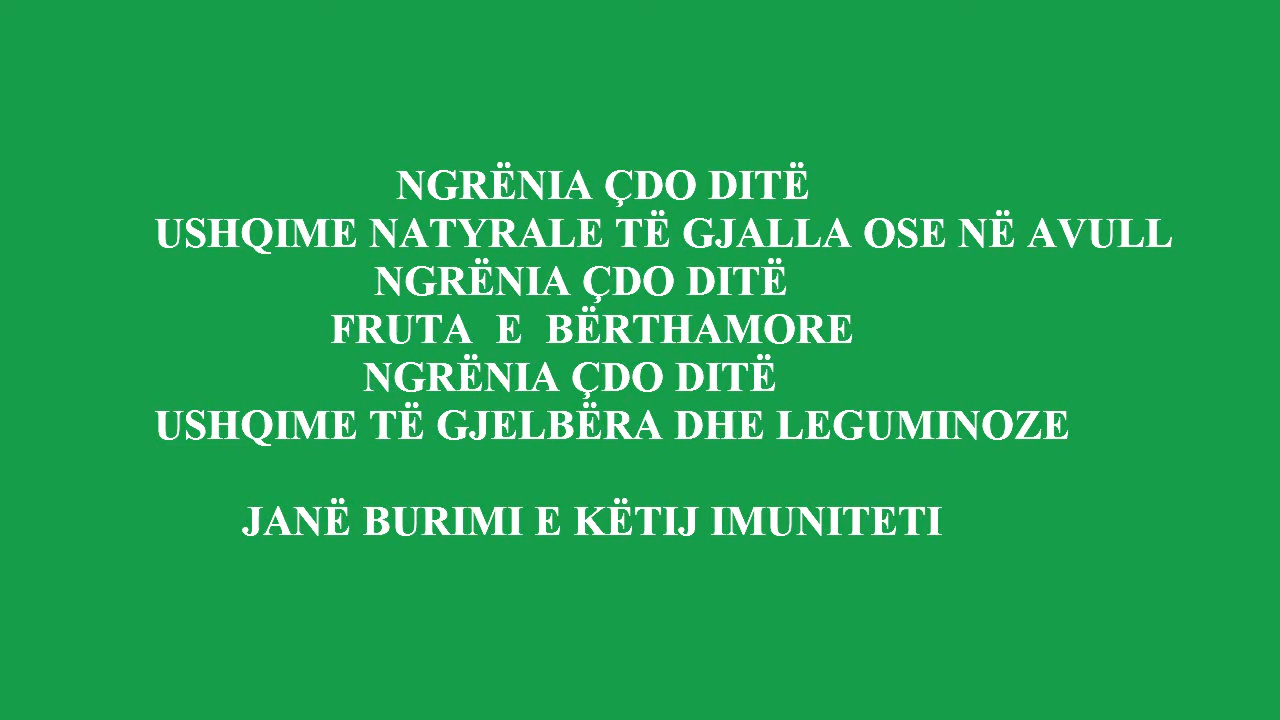 NGRËNIA ÇDO DITË
USHQIME NATYRALE TË GJALLA OSE NË AVULL
NGRËNIA ÇDO DITË
FRUTA E BËRTHAMORE
NGRËNIA ÇDO DITË
USHQIME TË GJELBËRA DHE LEGUMINOZE
JANË BURIMI E KËTIJ IMUNITETI